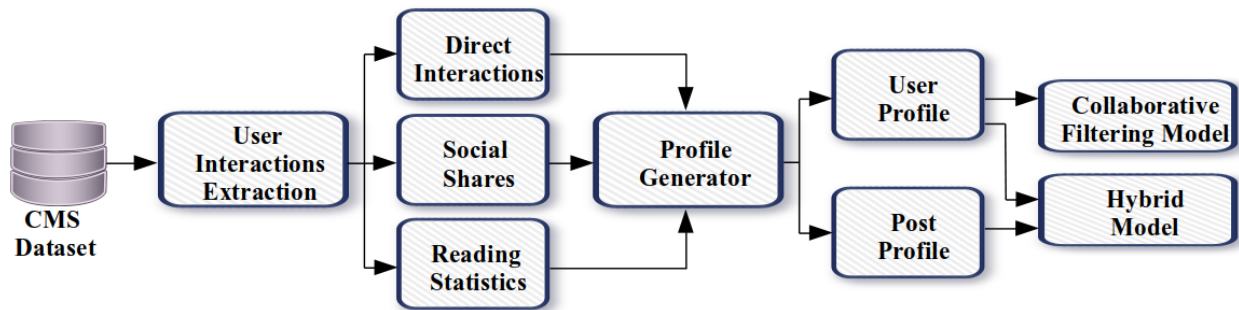 CMS
Dataset
User
Interactions
Extraction
Direct
Interactions
Social
Shares
Reading
Statistics
Profile
Generator
User
Profile
Post
Profile
Collaborative
Filtering Model
Hybrid
Model